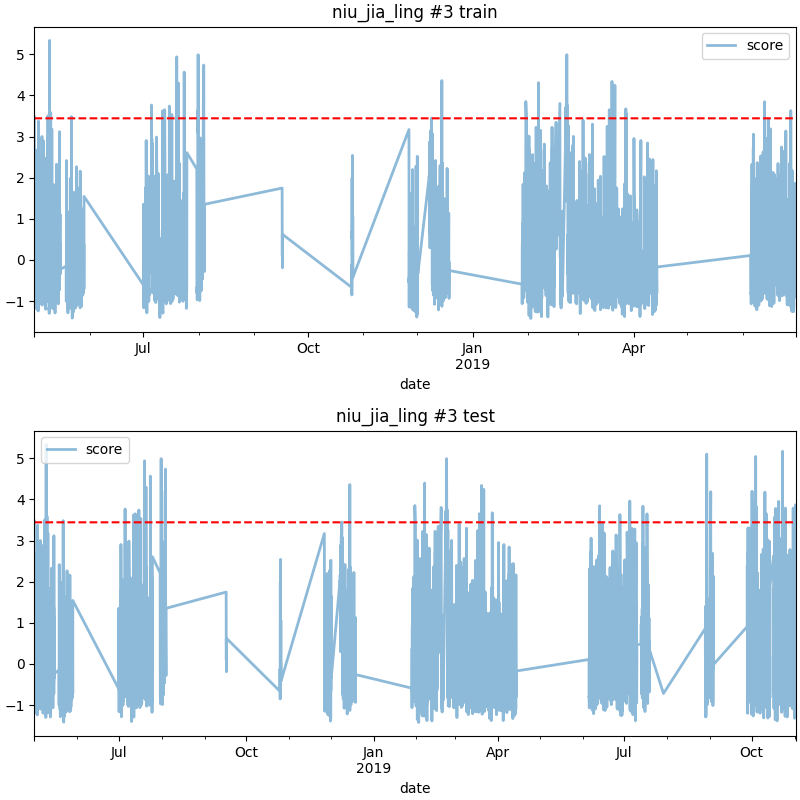 niu_jia_ling #3 train
score
5
4
3
2
1
0
−1
Jul
Oct
Jan
2019
Apr
date
niu_jia_ling #3 test
score
5
4
3
2
1
0
−1
Jul
Oct
Jan
2019
Apr
Jul
Oct
date